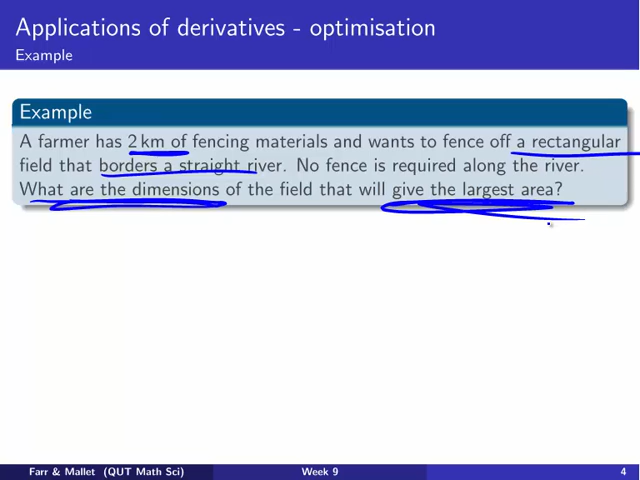 Applications of derivatives - optimisation
Example
Example
A farmer has 2 km of fencing materials and wants to fence off a rectangular
field that borders a straight river. No fence is required along the river.
What are the dimensions of the field that will give the largest area?
Farr & Mallet (QUT Math Sci) Week 9 4